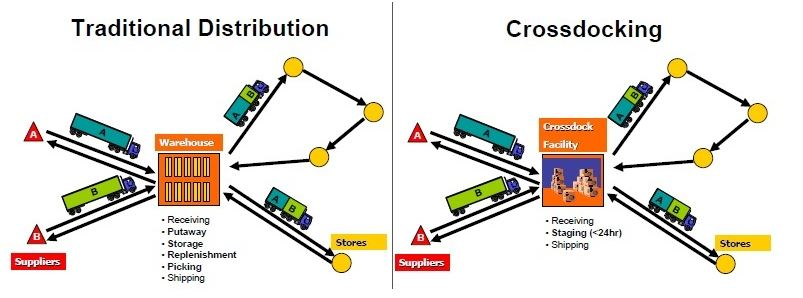 Traditional Distribution
A
A
B
B
Suppliers
Warehouse
• Receiving
• Putaway
• Storage
• Replenishment
• Picking
• Shipping
A B
A B
Stores
Crossdocking
A
A
B
B
Suppliers
Crossdock
Facility
• Receiving
• Staging (<24hr)
• Shipping
A B
A B
Stores